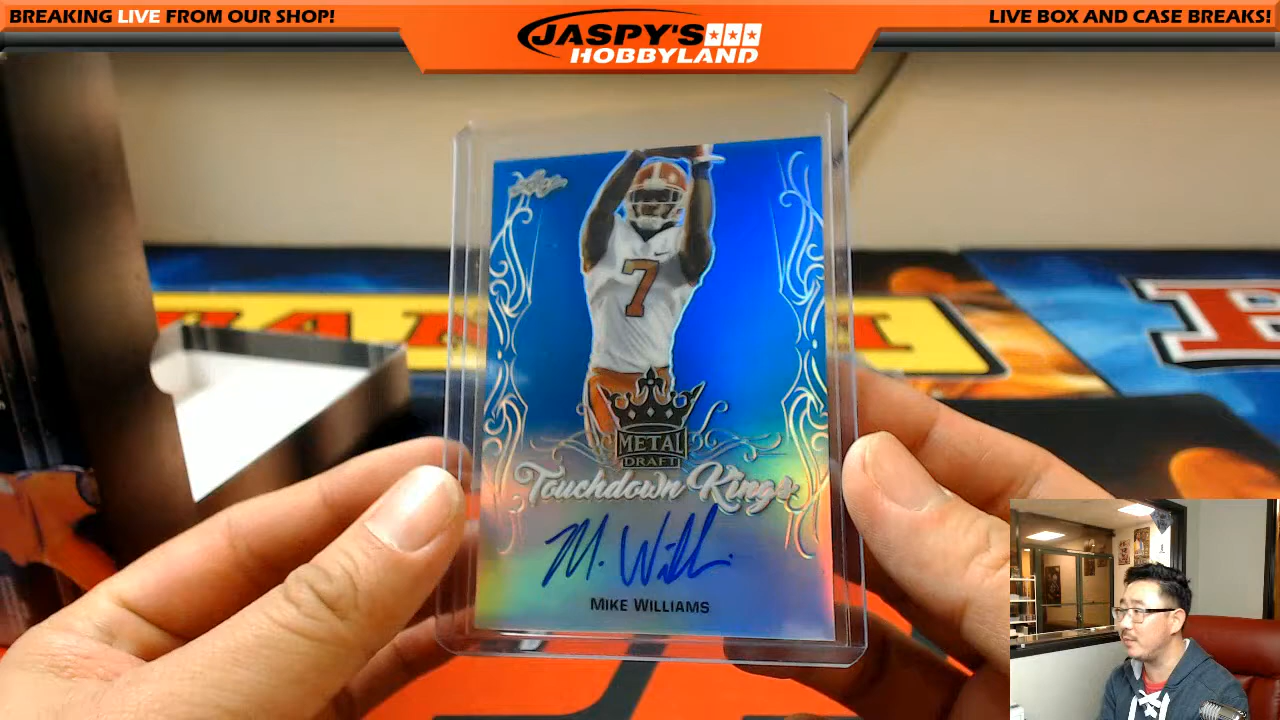 BREAKING LIVE FROM OUR SHOP!
JASPY'S
HOBBYLAND
LIVE BOX AND CASE BREAKS!
Leaf
7
METAL
DRAFT
Touchdown Kings
M. Will
MIKE WILLIAMS